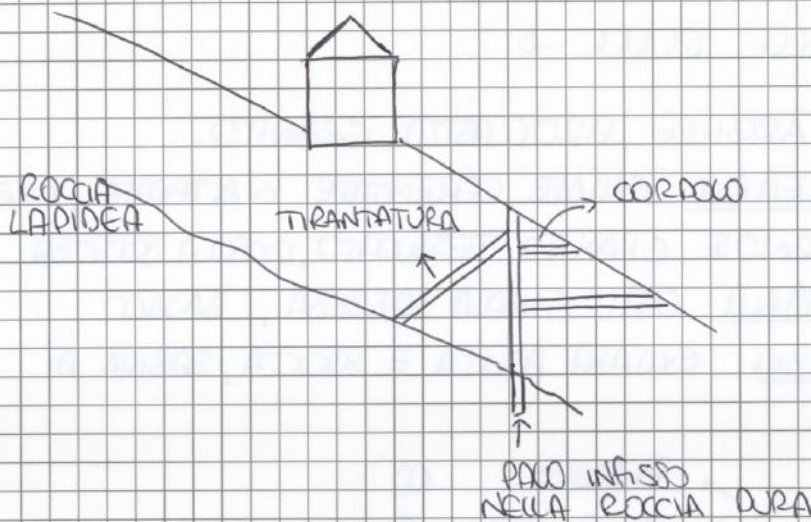 ROCCIA
LAPIDEA
TIRANTATURA
CORDOLO
PALO INFISSO
NELLA ROCCIA DURA